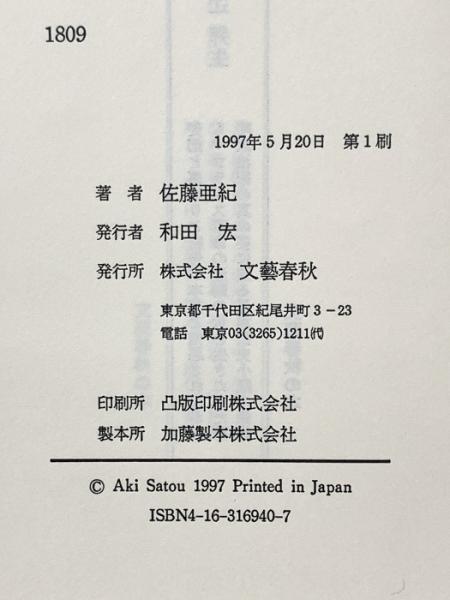 1809
1997年5月20日 第1刷
著者 佐藤亜紀
発行者 和田 宏
発行所 株式会社 文藝春秋
東京都千代田区紀尾井町3-23
電話 東京03(3265)1211㈹
印刷所 凸版印刷株式会社
製本所 加藤製本株式会社
© Aki Satou 1997 Printed in Japan
ISBN4-16-316940-7